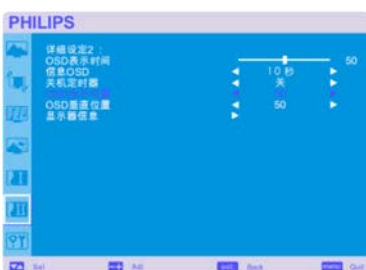 PHILIPS
详细设定2 :
OSD表示时间 50
信息OSD 10 秒
关机定时器 关
OSD垂直位置 50
显示器信息
Sel Adj exit Back menu Quit